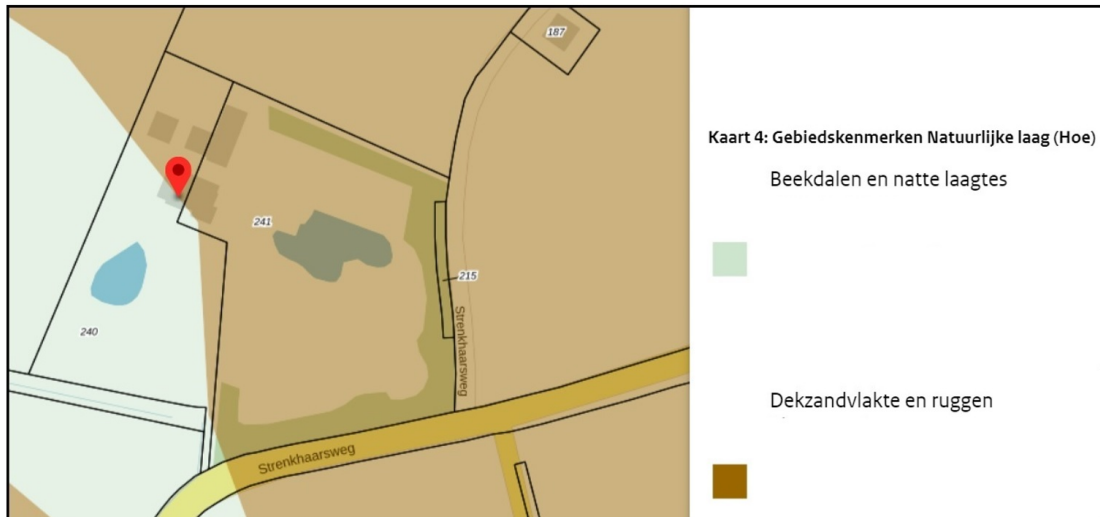 187
241
215
240
Strenkhaarsweg
Strenkhaarsweg
Kaart 4: Gebiedskenmerken Natuurlijke laag (Hoe)
Beekdalen en natte laagtes
Dekzandvlakte en ruggen